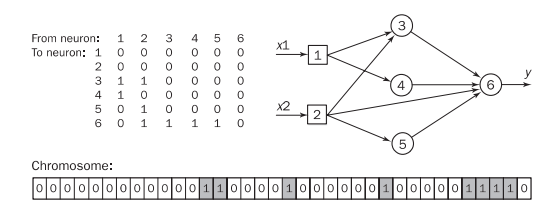 From neuron: 1 2 3 4 5 6
To neuron: 1 0 0 0 0 0 0
2 0 0 0 0 0 0
3 1 1 0 0 0 0
4 1 0 0 0 0 0
5 0 1 0 0 0 0
6 0 1 1 1 1 0
x1
1
3
4
6
y
x2
2
5
Chromosome:
0 0 0 0 0 0 0 0 0 0 0 0 1 1 0 0 0 0 1 0 0 0 0 0 0 1 0 0 0 0 0 1 1 1 1 0